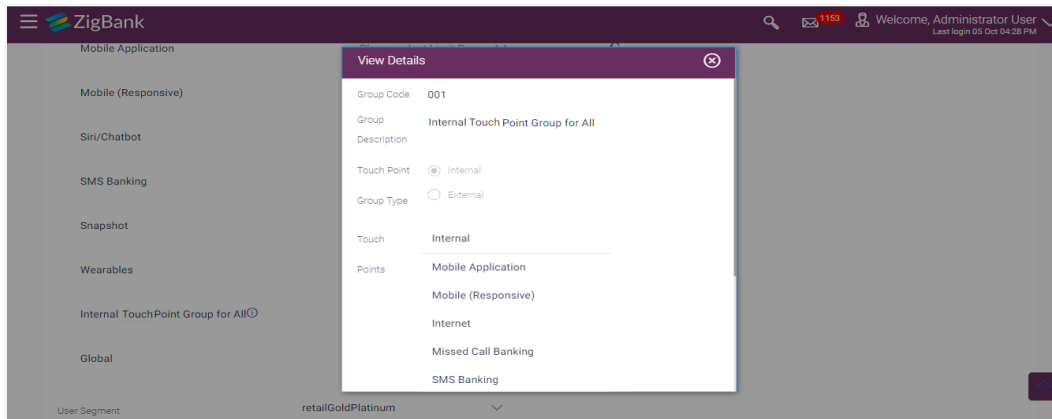 ZigBank
1153
Welcome, Administrator User
Last login 05 Oct 04:28 PM
Mobile Application
Mobile (Responsive)
Siri/Chatbot
SMS Banking
Snapshot
Wearables
Internal TouchPoint Group for All
Global
User Segment retailGoldPlatinum
View Details
Group Code 001
Group Description Internal Touch Point Group for All
Touch Point Group Type
Internal
External
Touch Points
Internal
Mobile Application
Mobile (Responsive)
Internet
Missed Call Banking
SMS Banking